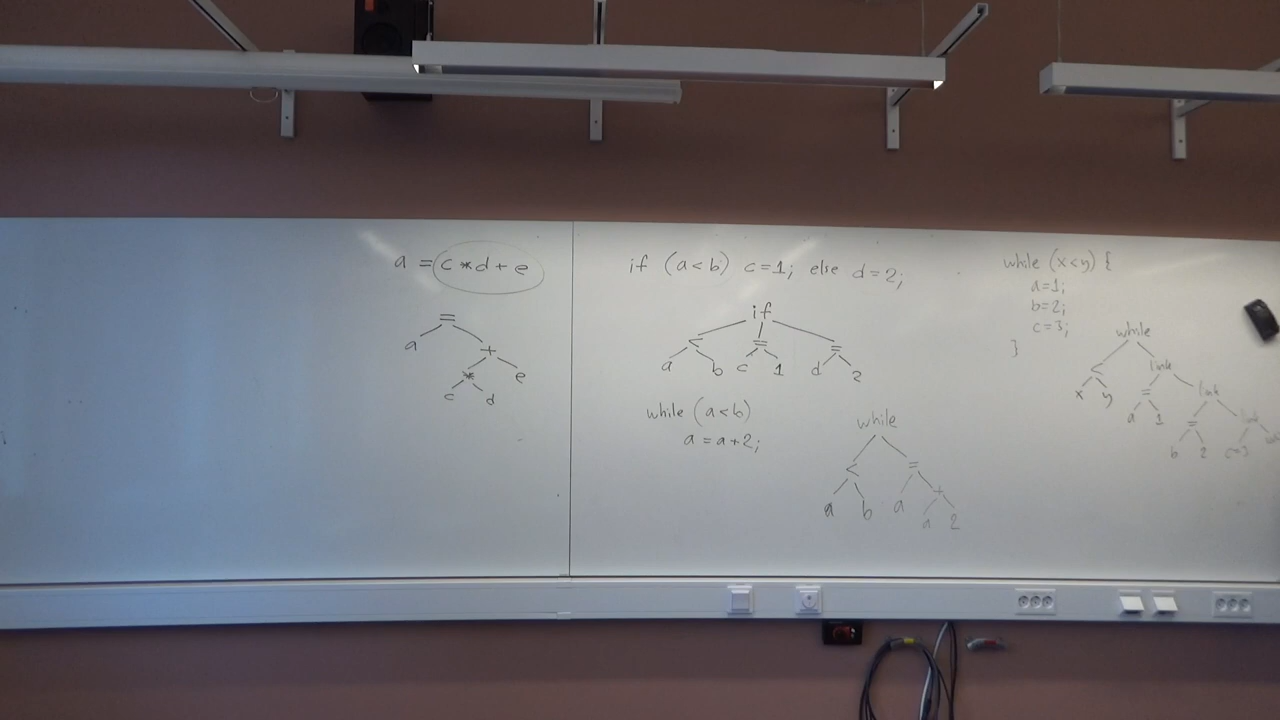 a = c * d + e
=
a +
* e
c d
if (a<b) c=1; else d=2;
if
< = =
a b c 1 d 2
while (a<b)
a = a+2;
while
< =
a b a +
a 2
while (x<y) {
a=1;
b=2;
c=3;
}
while
< link
x y = link
a 1 =
b 2 c=3